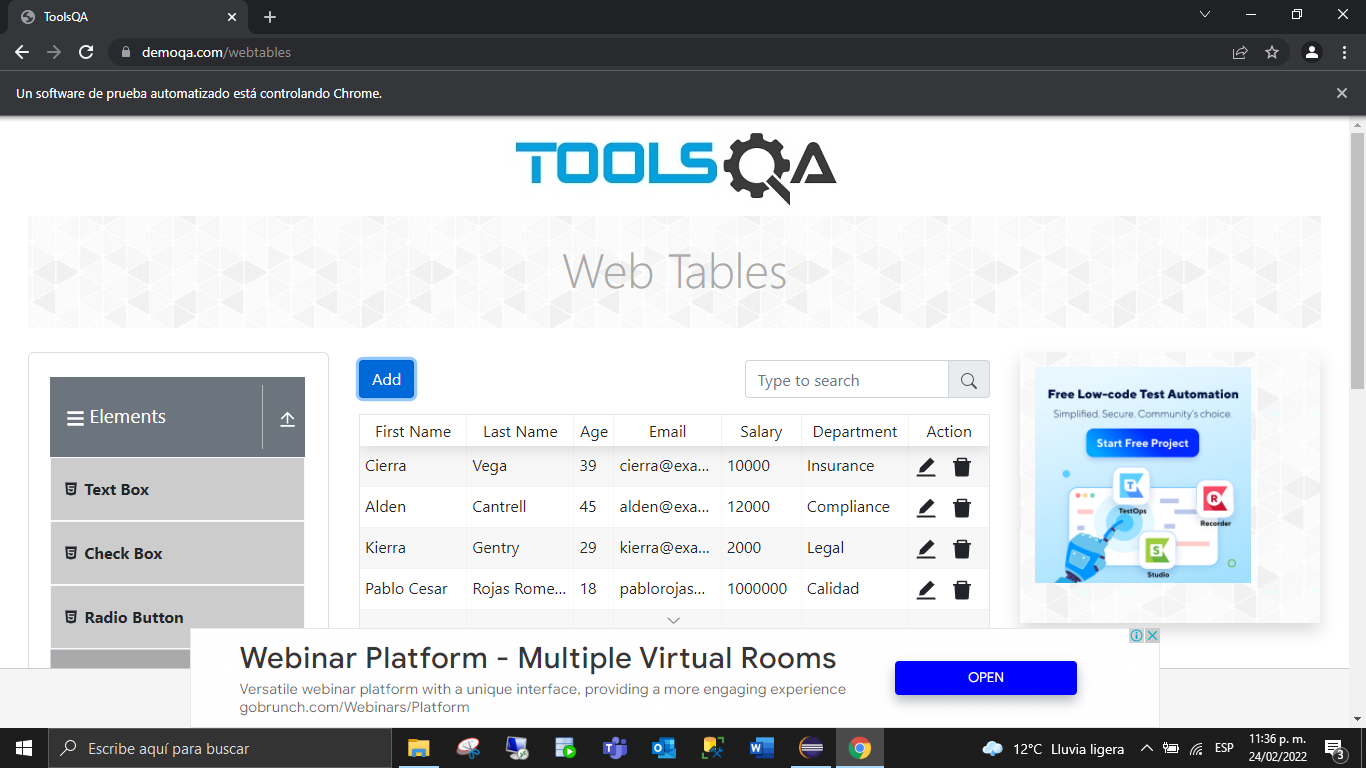 ToolsQA
demoqa.com/webtables
Un software de prueba automatizado está controlando Chrome.
TOOLSQA
Web Tables
Elements
Text Box
Check Box
Radio Button
Add
Type to search
First Name Last Name Age Email Salary Department Action
Cierra Vega 39 cierra@exa... 10000 Insurance
Alden Cantrell 45 alden@exa... 12000 Compliance
Kierra Gentry 29 kierra@exa... 2000 Legal
Pablo Cesar Rojas Rome... 18 pablorojas... 1000000 Calidad
Free Low-code Test Automation
Simplified. Secure. Community's choice.
Start Free Project
TestOps
Recorder
Studio
Webinar Platform - Multiple Virtual Rooms
Versatile webinar platform with a unique interface, providing a more engaging experience
gobrunch.com/Webinars/Platform
OPEN
Escribe aquí para buscar
12°C Lluvia ligera
ESP
11:36 p. m.
24/02/2022
3